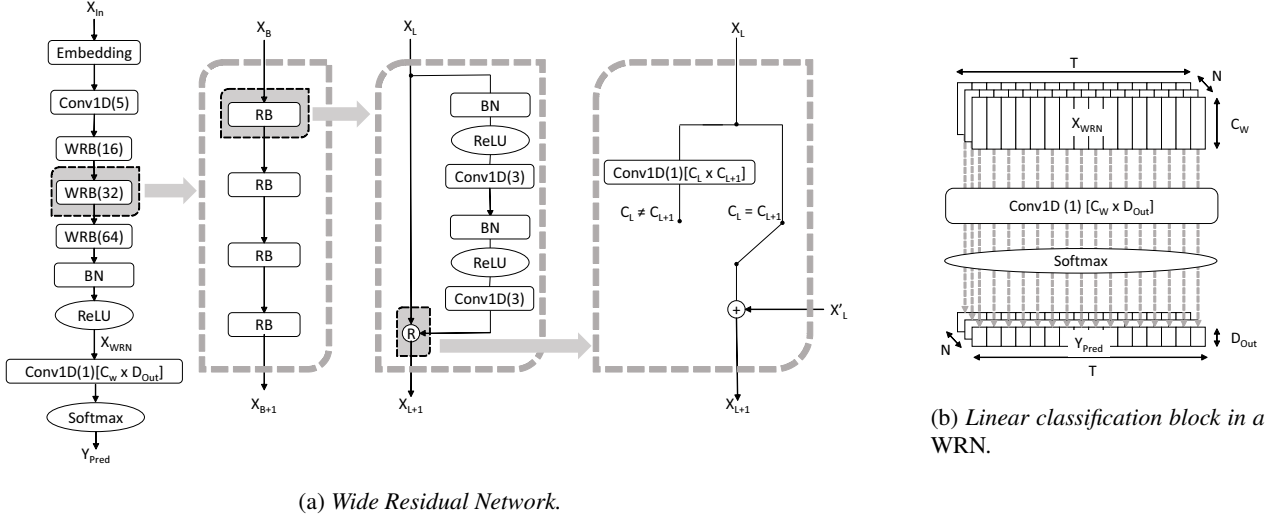 X_In
Embedding
Conv1D(5)
WRB(16)
WRB(32)
WRB(64)
BN
ReLU
X_WRN
Conv1D(1)[C_w x D_Out]
Softmax
Y_Pred
X_B
RB
RB
RB
RB
X_B+1
X_L
BN
ReLU
Conv1D(3)
BN
ReLU
Conv1D(3)
R
X_L+1
X_L
Conv1D(1)[C_L x C_L+1]
C_L ≠ C_L+1
C_L = C_L+1
+
X'_L
X_L+1
(a) Wide Residual Network.
T
N
X_WRN
C_W
Conv1D (1) [C_W x D_Out]
Softmax
N
Y_Pred
D_Out
T
(b) Linear classification block in a
WRN.